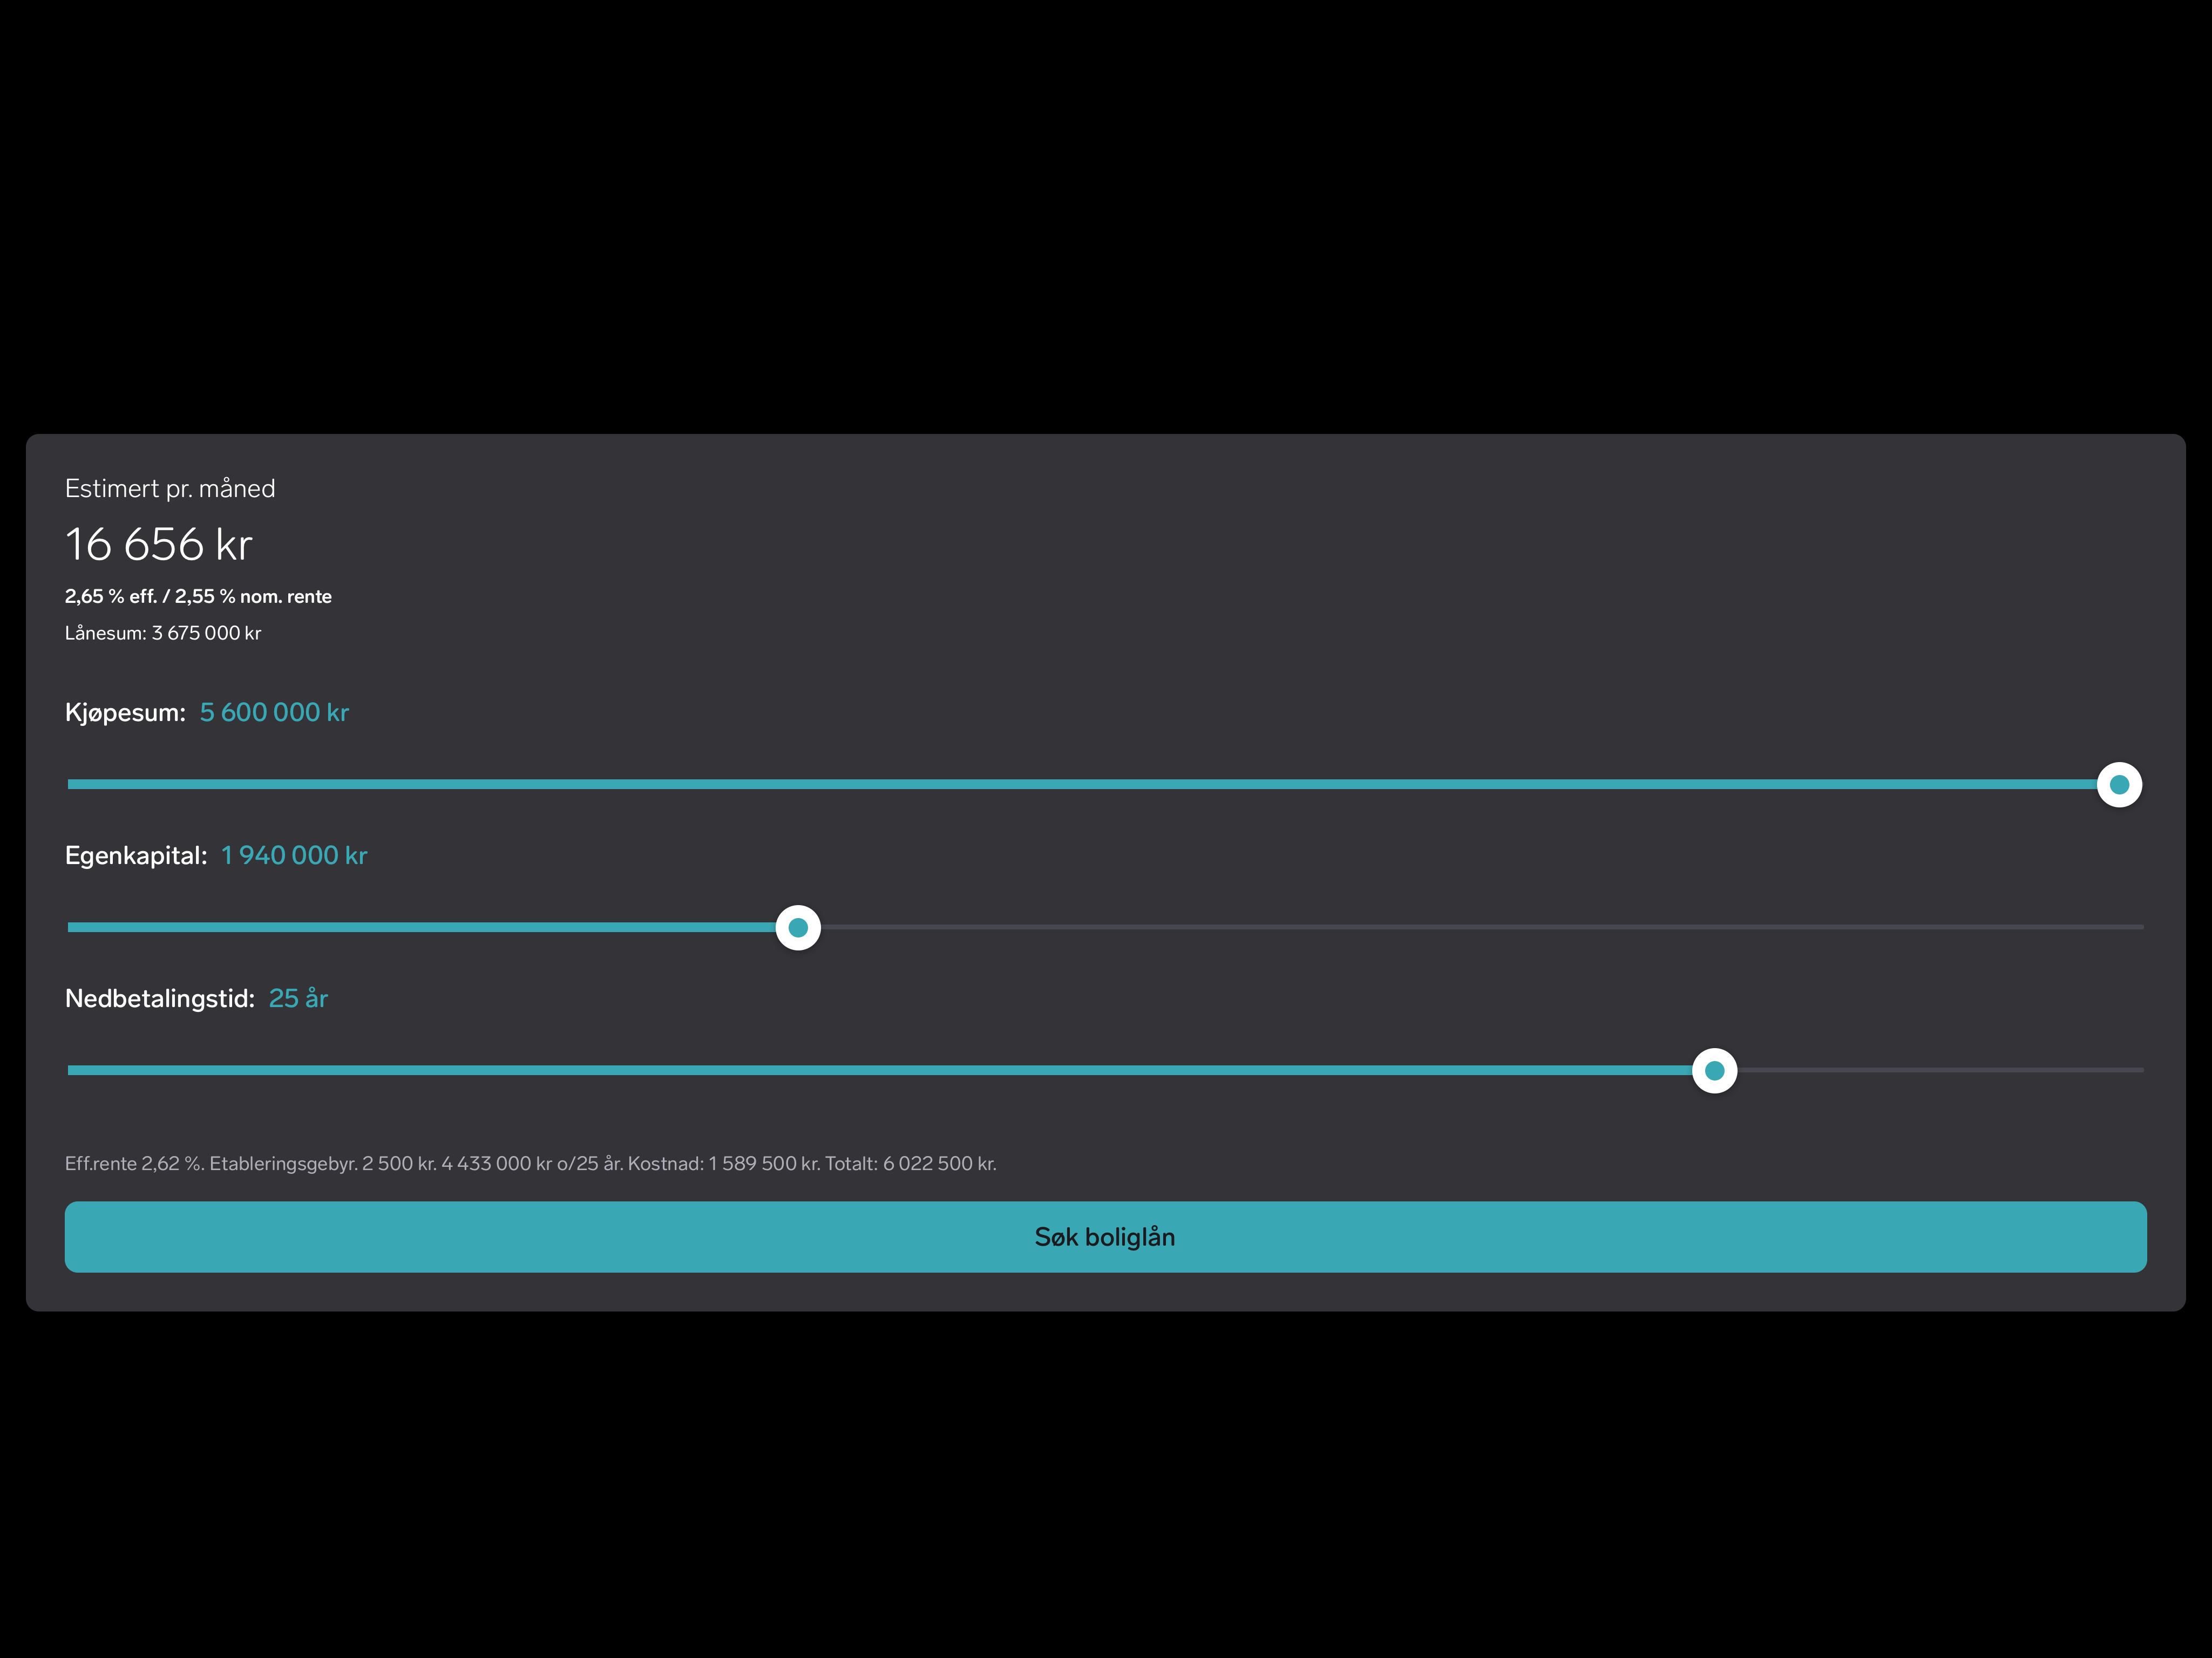 Estimert pr. måned
16 656 kr
2,65 % eff. / 2,55 % nom. rente
Lånesum: 3 675 000 kr
Kjøpesum: 5 600 000 kr
Egenkapital: 1 940 000 kr
Nedbetalingstid: 25 år
Eff.rente 2,62 %. Etableringsgebyr. 2 500 kr. 4 433 000 kr o/25 år. Kostnad: 1 589 500 kr. Totalt: 6 022 500 kr.
Søk boliglån